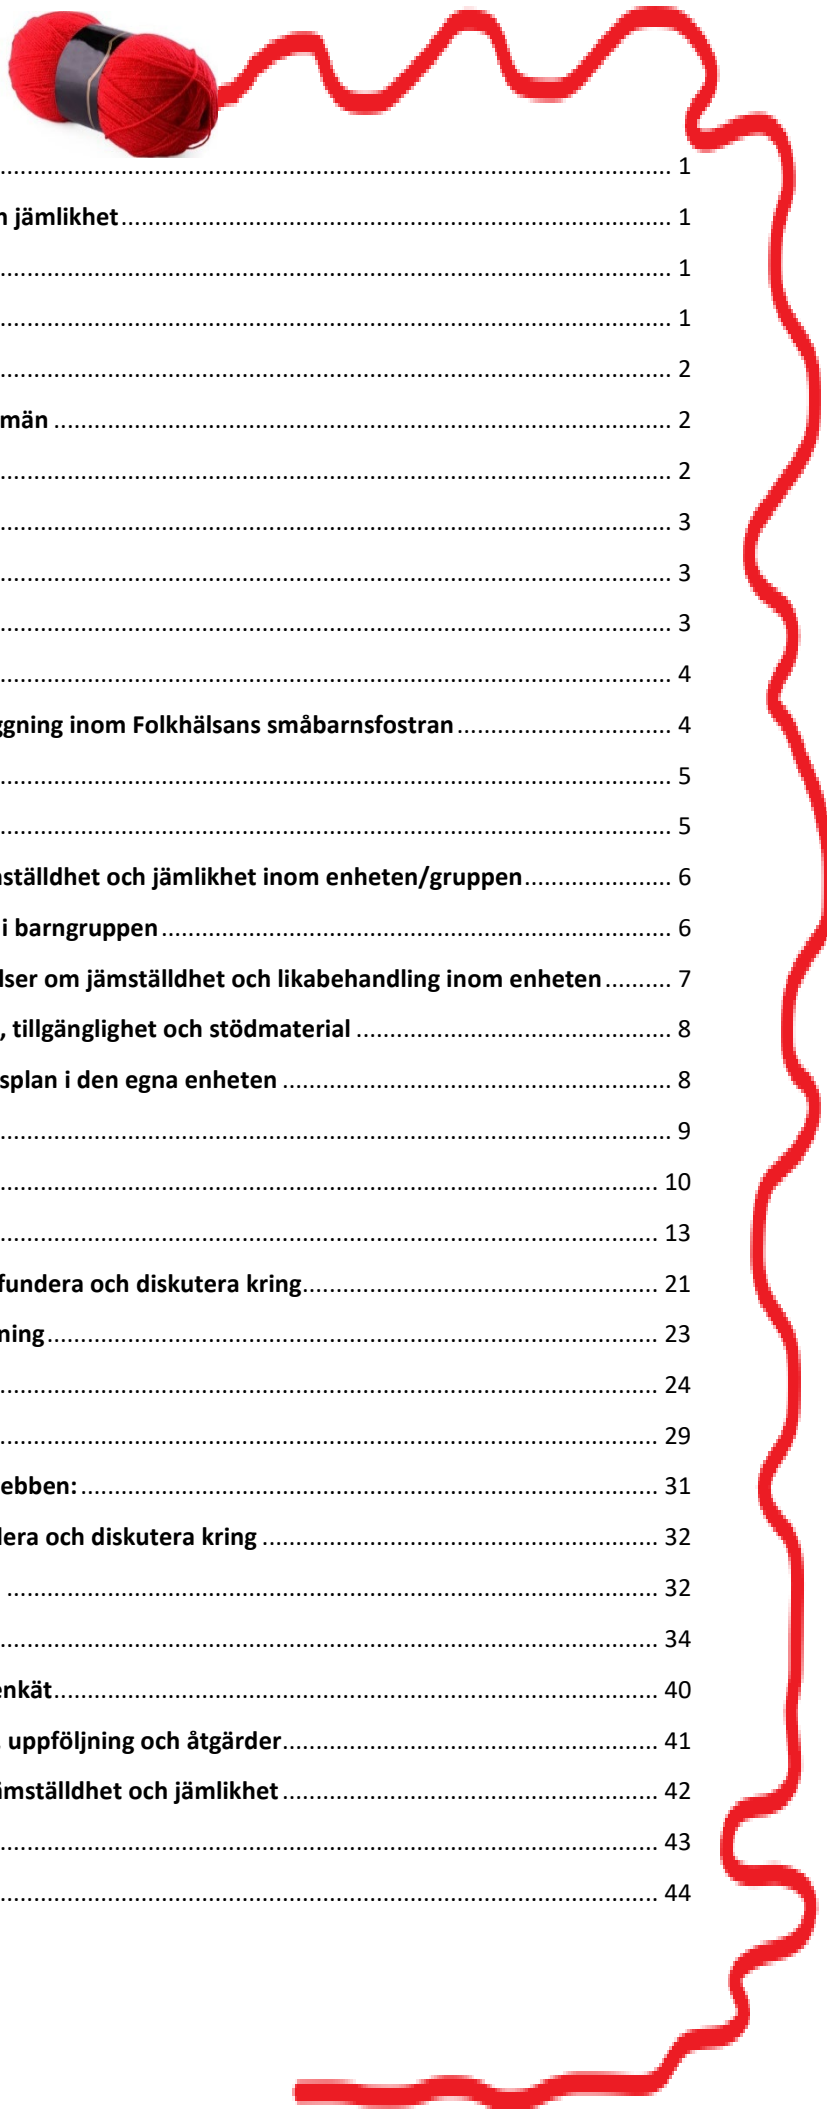 ........ 1
m jämlikhet ........ 1
........ 1
........ 1
........ 2
män ........ 2
........ 2
........ 3
........ 3
........ 3
........ 4
ggning inom Folkhälsans småbarnsfostran ........ 4
........ 5
........ 5
ställdhet och jämlikhet inom enheten/gruppen ........ 6
i barngruppen ........ 6
lser om jämställdhet och likabehandling inom enheten ........ 7
, tillgänglighet och stödmaterial ........ 8
splan i den egna enheten ........ 8
........ 9
........ 10
........ 13
fundera och diskutera kring ........ 21
ning ........ 23
........ 24
........ 29
ebben: ........ 31
dera och diskutera kring ........ 32
........ 32
........ 34
enkät ........ 40
uppföljning och åtgärder ........ 41
ämställdhet och jämlikhet ........ 42
........ 43
........ 44